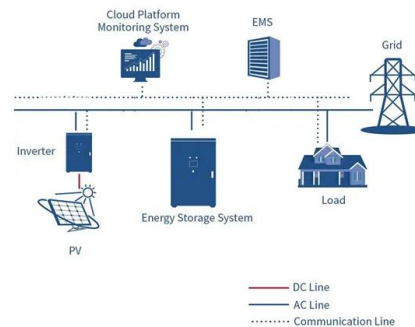 Cloud Platform
Monitoring System
EMS
Grid
Inverter
Energy Storage System
Load
PV
DC Line
AC Line
Communication Line